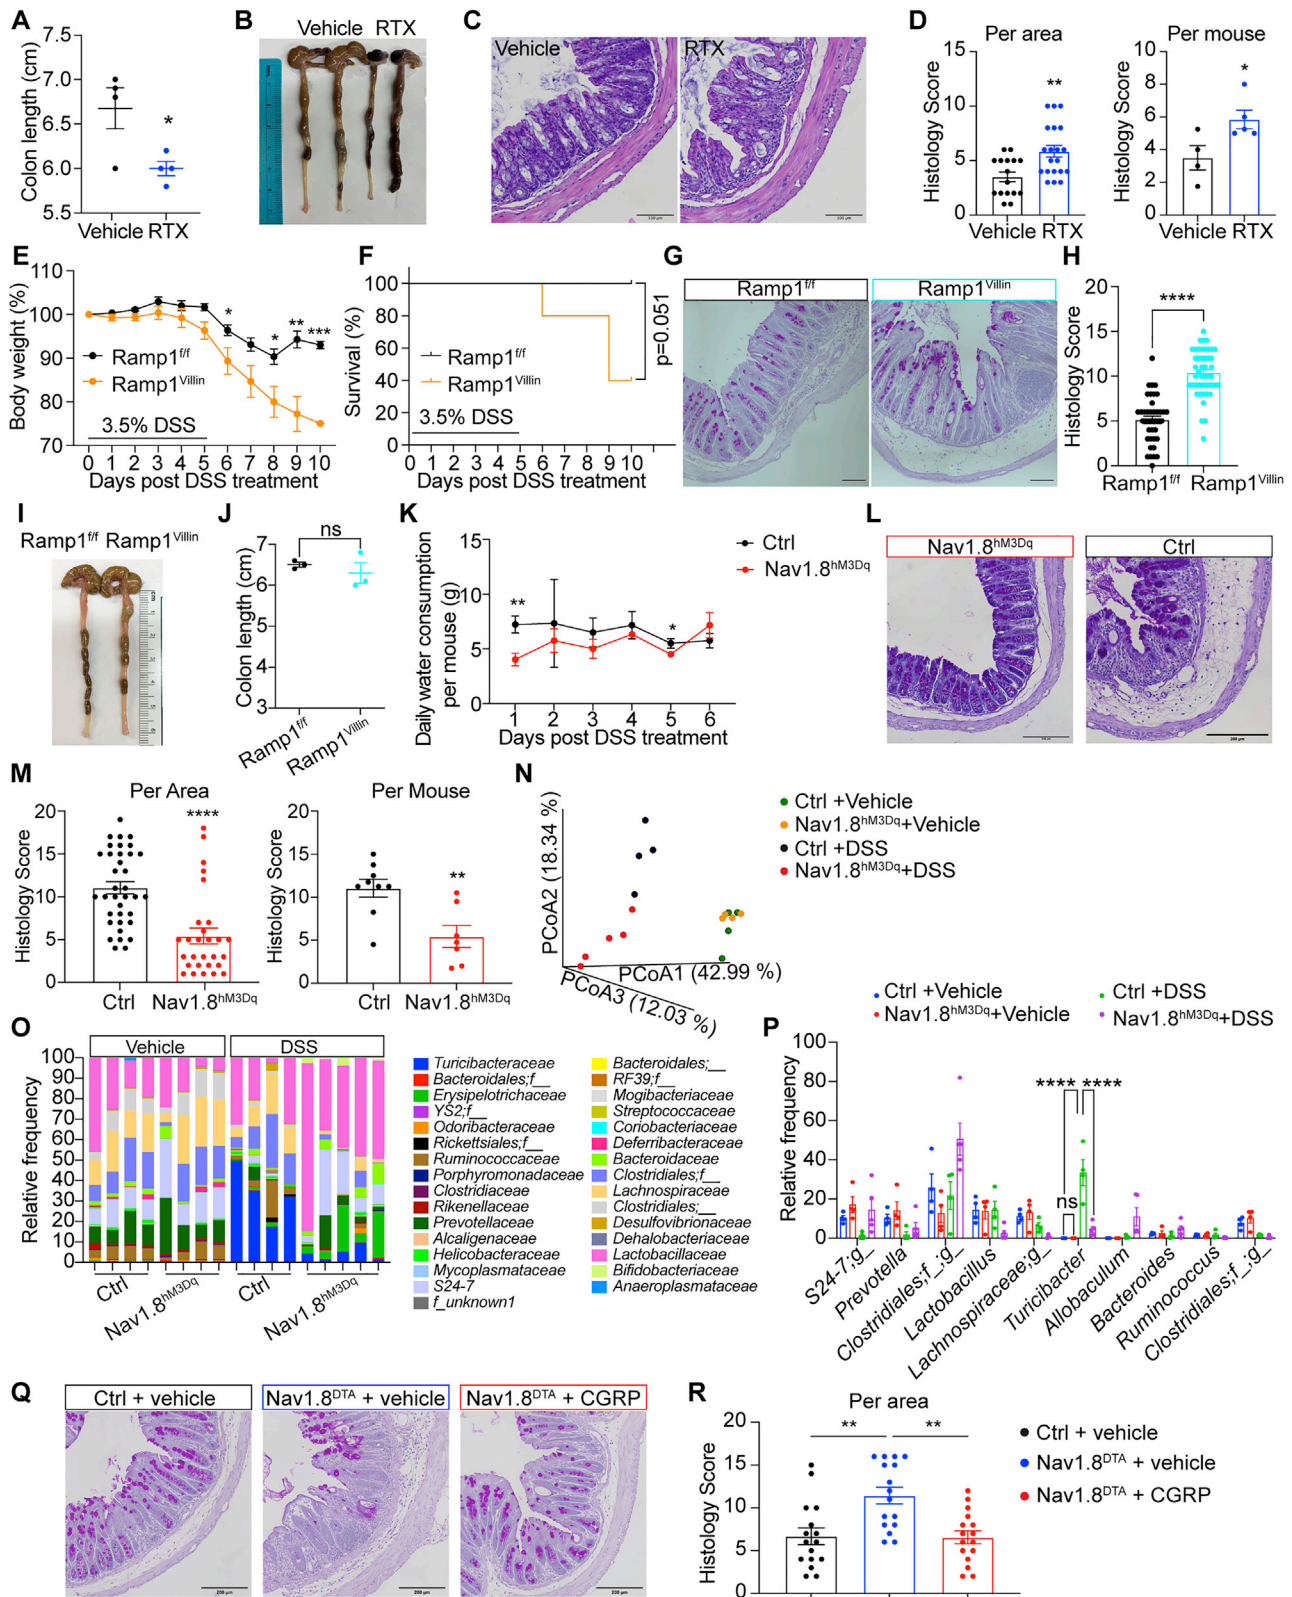 A
Colon length (cm)
7.5
7.0
6.5
6.0
5.5
*
Vehicle RTX
B
Vehicle RTX
C
Vehicle
RTX
D
Per area
Histology Score
15
10
5
0
**
Vehicle RTX
Per mouse
Histology Score
10
8
6
4
2
0
*
Vehicle RTX
E
Body weight (%)
110
100
90
80
70
* * ** ***
Ramp1f/f
Ramp1Villin
3.5% DSS
0 1 2 3 4 5 6 7 8 9 10
Days post DSS treatment
F
Survival (%)
100
80
60
40
20
0
p=0.051
Ramp1f/f
Ramp1Villin
3.5% DSS
0 1 2 3 4 5 6 7 8 9 10
Days post DSS treatment
G
Ramp1f/f
Ramp1Villin
H
Histology Score
20
15
10
5
0
****
Ramp1f/f Ramp1Villin
I
Ramp1f/f Ramp1Villin
J
Colon length (cm)
7
6
5
4
3
ns
Ramp1f/f
Ramp1Villin
K
Daily water consumption
per mouse (g)
15
10
5
0
** *
Ctrl
Nav1.8hM3Dq
1 2 3 4 5 6
Days post DSS treatment
L
Nav1.8hM3Dq
Ctrl
200 μm
M
Per Area
Histology Score
20
15
10
5
0
****
Ctrl Nav1.8hM3Dq
Per Mouse
Histology Score
20
15
10
5
0
**
Ctrl Nav1.8hM3Dq
N
PCoA2 (18.34 %)
PCoA1 (42.99 %)
PCoA3 (12.03 %)
Ctrl +Vehicle
Nav1.8hM3Dq+Vehicle
Ctrl +DSS
Nav1.8hM3Dq+DSS
O
Vehicle
DSS
Relative frequency
100
90
80
70
60
50
40
30
20
10
0
Ctrl
Nav1.8hM3Dq
Ctrl
Nav1.8hM3Dq
Turicibacteraceae
Bacteroidales;f__
Erysipelotrichaceae
YS2;f__
Odoribacteraceae
Rickettsiales;f__
Ruminococcaceae
Porphyromonadaceae
Clostridiaceae
Rikenellaceae
Prevotellaceae
Alcaligenaceae
Helicobacteraceae
Mycoplasmataceae
S24-7
f_unknown1
Bacteroidales;__
RF39;f__
Mogibacteriaceae
Streptococcaceae
Coriobacteriaceae
Deferribacteraceae
Bacteroidaceae
Clostridiales;f__
Lachnospiraceae
Clostridiales;__
Desulfovibrionaceae
Dehalobacteriaceae
Lactobacillaceae
Bifidobacteriaceae
Anaeroplasmataceae
P
Ctrl +Vehicle
Nav1.8hM3Dq+Vehicle
Ctrl +DSS
Nav1.8hM3Dq+DSS
Relative frequency
100
80
60
40
20
0
**** ****
ns
S24-7;g_
Prevotella
Clostridiales;f_;g_
Lactobacillus
Lachnospiraceae;g_
Turicibacter
Allobaculum
Bacteroides
Ruminococcus
Clostridiales;f_;g_
Q
Ctrl + vehicle
Nav1.8DTA + vehicle
Nav1.8DTA + CGRP
200 μm
200 μm
200 μm
R
Per area
Histology Score
20
15
10
5
0
** **
Ctrl + vehicle
Nav1.8DTA + vehicle
Nav1.8DTA + CGRP